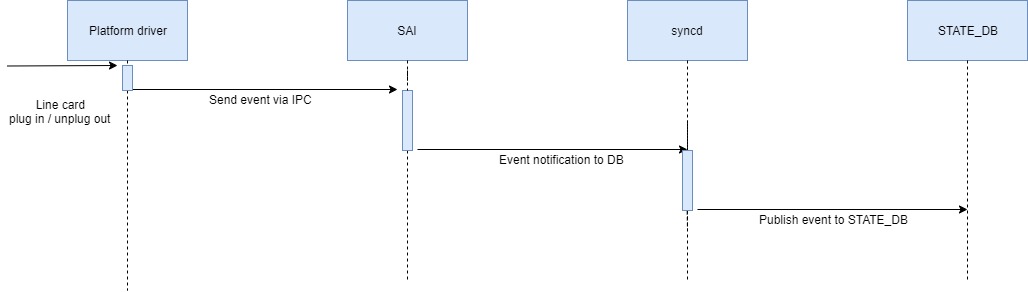 Platform driver
SAI
syncd
STATE_DB
Line card
plug in / unplug out
Send event via IPC
Event notification to DB
Publish event to STATE_DB